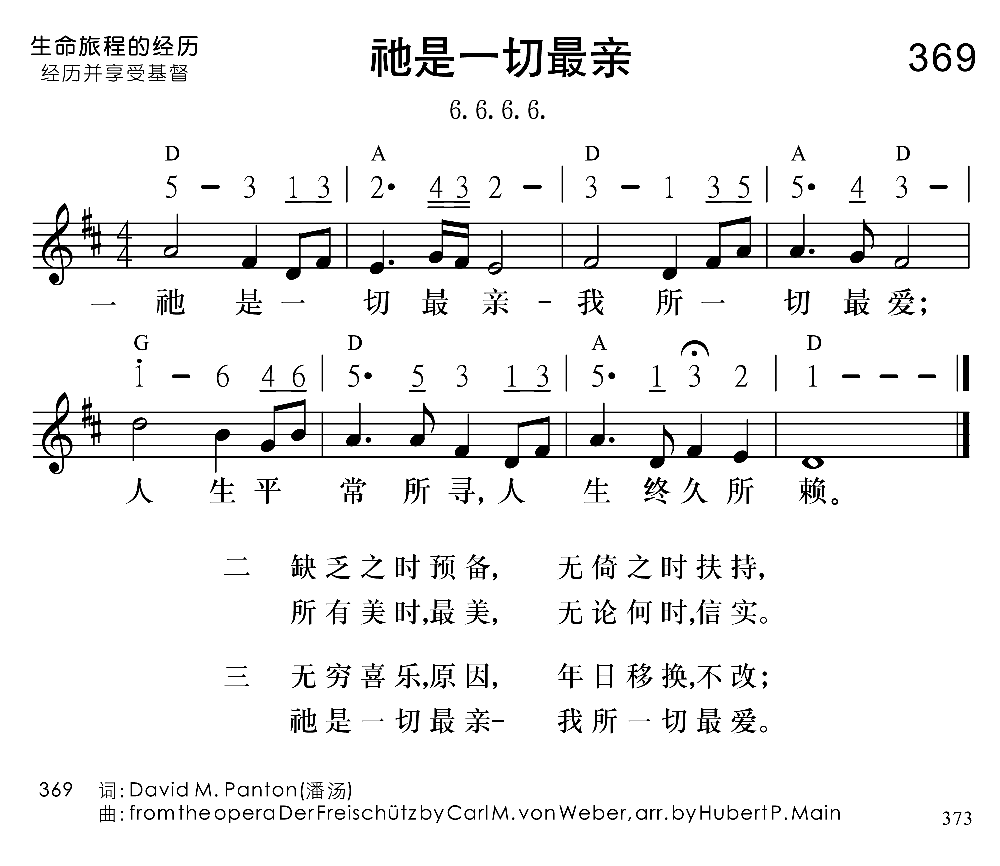 生命旅程的经历
经历并享受基督
祂是一切最亲
369
6. 6. 6. 6.
D A D A D
5 - 3 1 3 | 2· 4 3 2 - | 3 - 1 3 5 | 5· 4 3 - |
4 4
一 祂 是 一 切 最 亲 - 我 所 一 切 最 爱;
G D A D
1 - 6 4 6 | 5· 5 3 1 3 | 5· 1 3 2 | 1 - - - ‖
人 生 平 常 所 寻, 人 生 终 久 所 赖。
二 缺乏之时预备, 无倚之时扶持,
所有美时,最美, 无论何时,信实。
三 无穷喜乐,原因, 年日移换,不改;
祂是一切最亲- 我所一切最爱。
369 词: David M. Panton(潘汤)
曲: from the opera Der Freischütz by Carl M. von Weber, arr. by Hubert P. Main
373